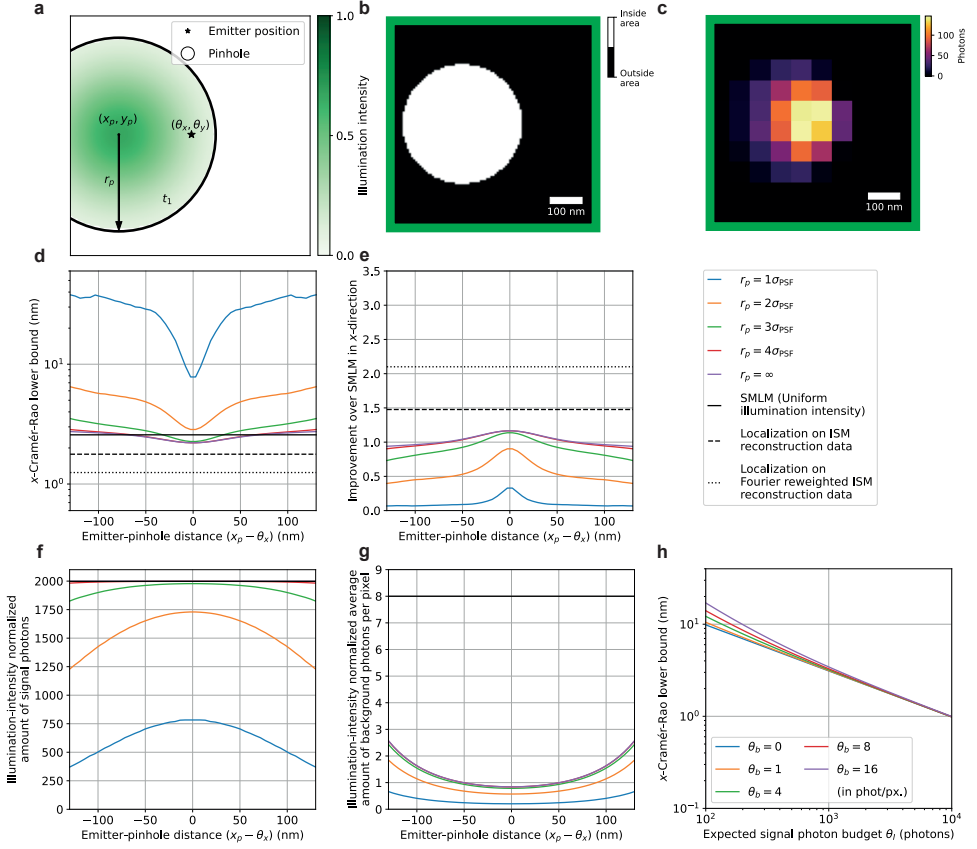 a
1.0
0.5
0.0
Illumination intensity
Emitter position
Pinhole
(x_p, y_p)
(θ_x, θ_y)
r_p
t_1
b
Inside
area
Outside
area
100 nm
c
100
50
0
Photons
100 nm
d
x-Cramér-Rao lower bound (nm)
10^1
10^0
−100
−50
0
50
100
Emitter-pinhole distance (x_p − θ_x) (nm)
e
Improvement over SMLM in x-direction
3.5
3.0
2.5
2.0
1.5
1.0
0.5
0.0
−100
−50
0
50
100
Emitter-pinhole distance (x_p − θ_x) (nm)
r_p = 1σ_PSF
r_p = 2σ_PSF
r_p = 3σ_PSF
r_p = 4σ_PSF
r_p = ∞
SMLM (Uniform
illumination intensity)
Localization on ISM
reconstruction data
Localization on
Fourier reweighted ISM
reconstruction data
f
Illumination-intensity normalized
amount of signal photons
2000
1750
1500
1250
1000
750
500
250
0
−100
−50
0
50
100
Emitter-pinhole distance (x_p − θ_x) (nm)
g
Illumination-intensity normalized average
amount of background photons per pixel
9
8
7
6
5
4
3
2
1
0
−100
−50
0
50
100
Emitter-pinhole distance (x_p − θ_x) (nm)
h
x-Cramér-Rao lower bound (nm)
10^1
10^0
10^−1
θ_b = 0
θ_b = 1
θ_b = 4
θ_b = 8
θ_b = 16
(in phot/px.)
10^2
10^3
10^4
Expected signal photon budget θ_I (photons)